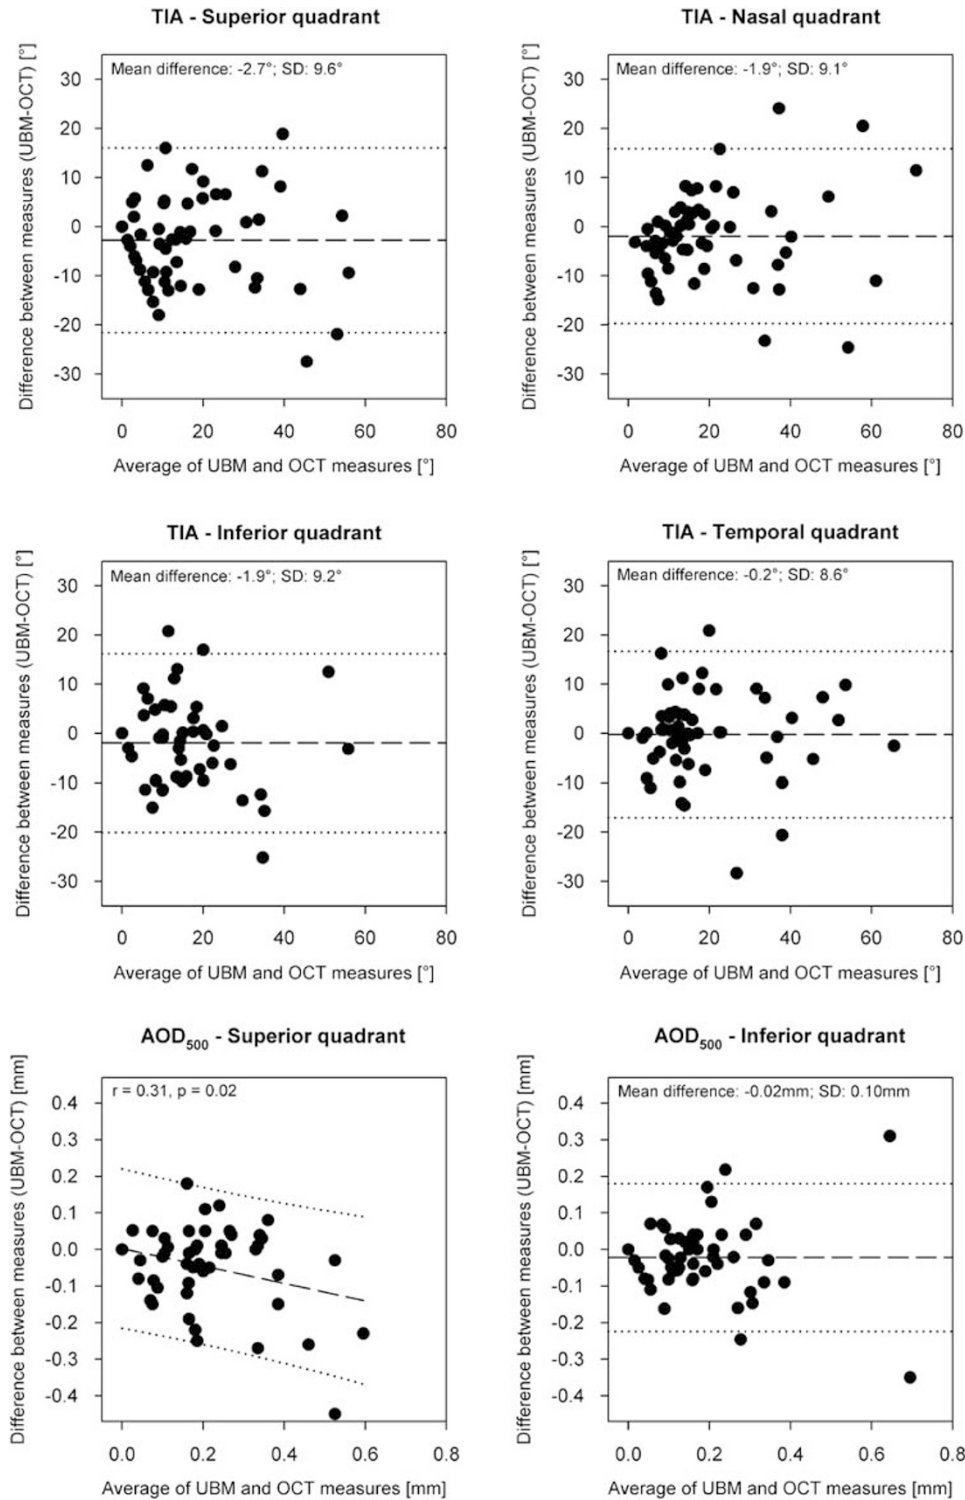 TIA - Superior quadrant
Difference between measures (UBM-OCT) [°]
Mean difference: -2.7°; SD: 9.6°
30
20
10
0
-10
-20
-30
0 20 40 60 80
Average of UBM and OCT measures [°]
TIA - Nasal quadrant
Difference between measures (UBM-OCT) [°]
Mean difference: -1.9°; SD: 9.1°
30
20
10
0
-10
-20
-30
0 20 40 60 80
Average of UBM and OCT measures [°]
TIA - Inferior quadrant
Difference between measures (UBM-OCT) [°]
Mean difference: -1.9°; SD: 9.2°
30
20
10
0
-10
-20
-30
0 20 40 60 80
Average of UBM and OCT measures [°]
TIA - Temporal quadrant
Difference between measures (UBM-OCT) [°]
Mean difference: -0.2°; SD: 8.6°
30
20
10
0
-10
-20
-30
0 20 40 60 80
Average of UBM and OCT measures [°]
AOD500 - Superior quadrant
Difference between measures (UBM-OCT) [mm]
r = 0.31, p = 0.02
0.4
0.3
0.2
0.1
0.0
-0.1
-0.2
-0.3
-0.4
0.0 0.2 0.4 0.6 0.8
Average of UBM and OCT measures [mm]
AOD500 - Inferior quadrant
Difference between measures (UBM-OCT) [mm]
Mean difference: -0.02mm; SD: 0.10mm
0.4
0.3
0.2
0.1
0.0
-0.1
-0.2
-0.3
-0.4
0.0 0.2 0.4 0.6 0.8
Average of UBM and OCT measures [mm]